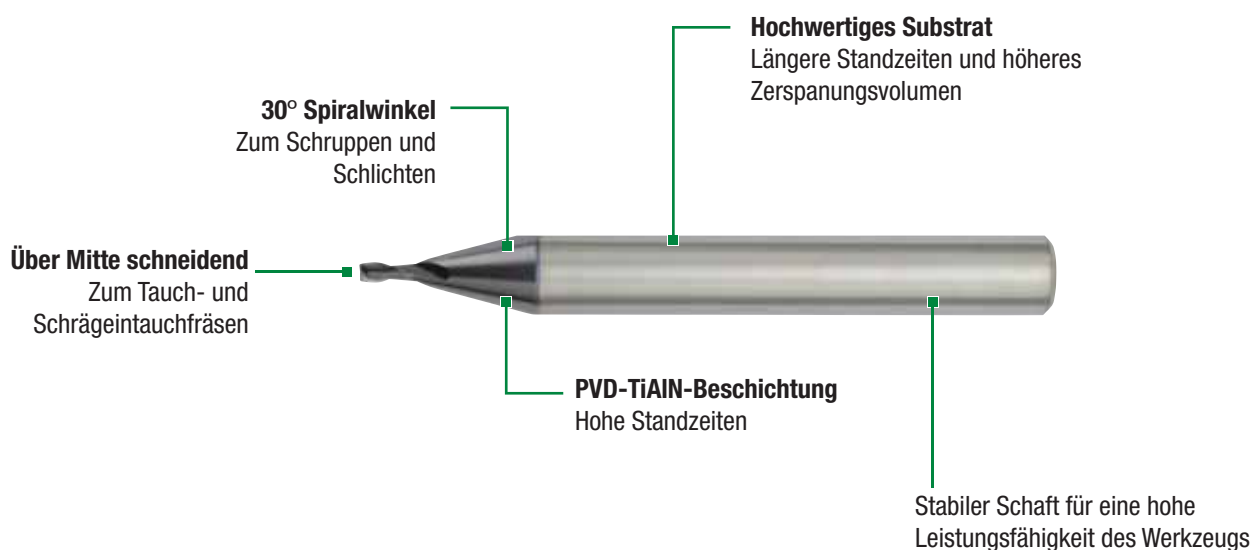 Hochwertiges Substrat
Längere Standzeiten und höheres
Zerspanungsvolumen
30° Spiralwinkel
Zum Schruppen und
Schlichten
Über Mitte schneidend
Zum Tauch- und
Schrägeintauchfräsen
PVD-TiAlN-Beschichtung
Hohe Standzeiten
Stabiler Schaft für eine hohe
Leistungsfähigkeit des Werkzeugs